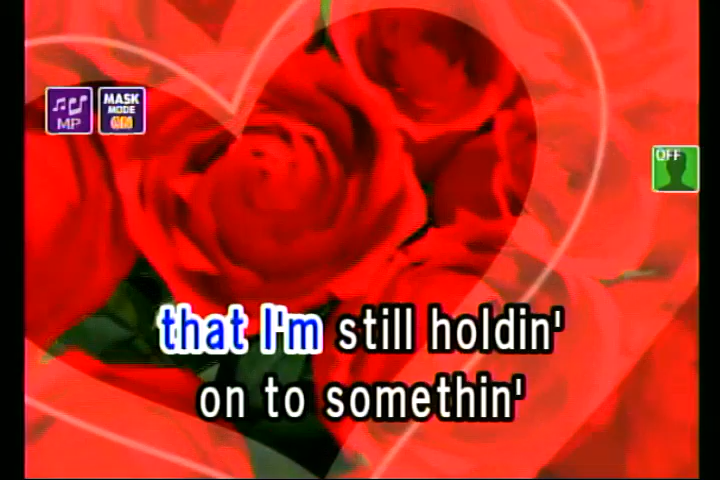 MP
MASK
MODE
ON
OFF
that I'm still holdin'
on to somethin'